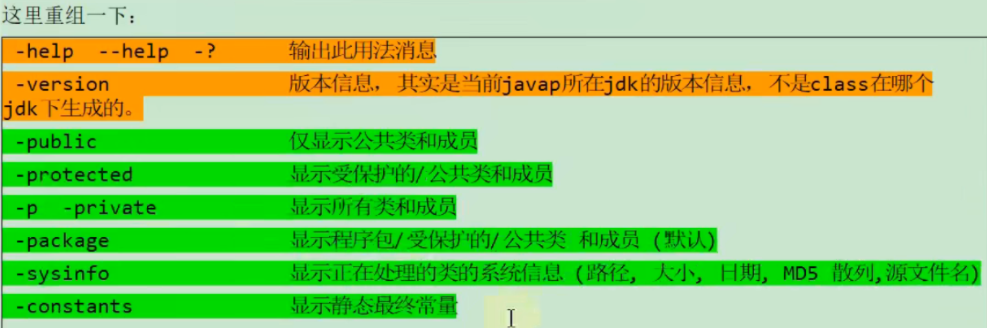 这里重组一下：
-help --help -? 输出此用法消息
-version 版本信息，其实是当前javap所在jdk的版本信息，不是class在哪个
jdk下生成的。
-public 仅显示公共类和成员
-protected 显示受保护的/公共类和成员
-p -private 显示所有类和成员
-package 显示程序包/受保护的/公共类 和成员 (默认)
-sysinfo 显示正在处理的类的系统信息 (路径, 大小, 日期, MD5 散列,源文件名)
-constants 显示静态最终常量